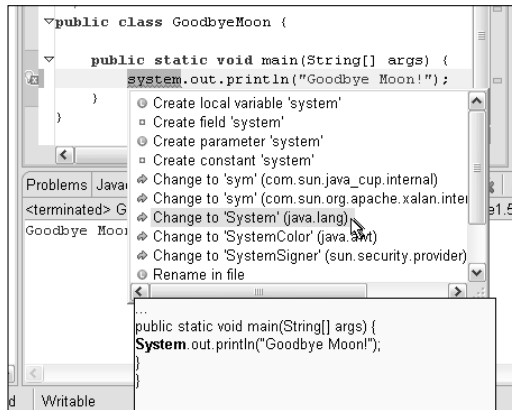 public class GoodbyeMoon {
public static void main(String[] args) {
system.out.println("Goodbye Moon!");
}
}
Create local variable 'system'
Create field 'system'
Create parameter 'system'
Create constant 'system'
Change to 'sym' (com.sun.java_cup.internal)
Change to 'sym' (com.sun.org.apache.xalan.inter
Change to 'System' (java.lang)
Change to 'SystemColor' (java.awt)
Change to 'SystemSigner' (sun.security.provider)
Rename in file
Problems Java
<terminated> G
e1.5
Goodbye Moo
...
public static void main(String[] args) {
System.out.println("Goodbye Moon!");
}
}
d Writable